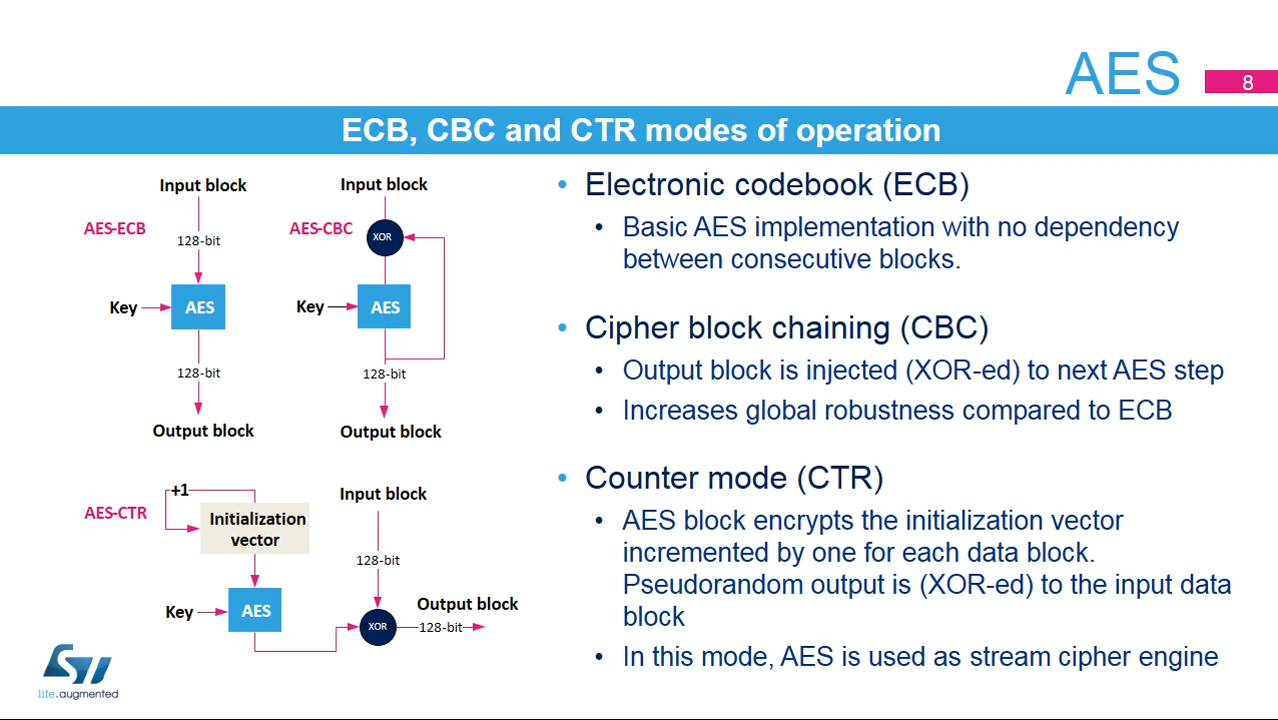 AES
8
ECB, CBC and CTR modes of operation
Input block
AES-ECB
128-bit
Key
AES
128-bit
Output block
Input block
AES-CBC
XOR
Key
AES
128-bit
Output block
+1
AES-CTR
Initialization
vector
Key
AES
Input block
128-bit
XOR
Output block
128-bit
• Electronic codebook (ECB)
• Basic AES implementation with no dependency
between consecutive blocks.
• Cipher block chaining (CBC)
• Output block is injected (XOR-ed) to next AES step
• Increases global robustness compared to ECB
• Counter mode (CTR)
• AES block encrypts the initialization vector
incremented by one for each data block.
Pseudorandom output is (XOR-ed) to the input data
block
• In this mode, AES is used as stream cipher engine
ST
life.augmented